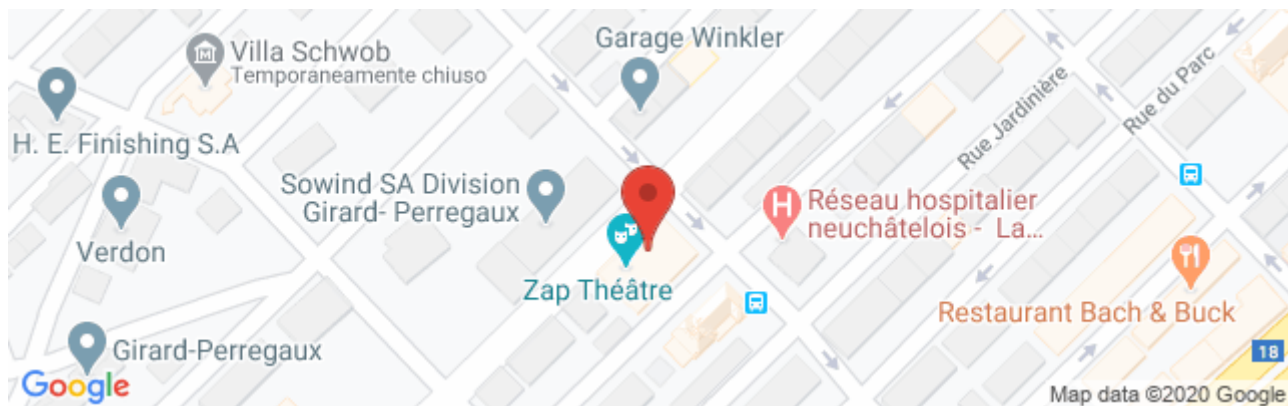 Garage Winkler
Villa Schwob
Temporaneamente chiuso
Rue du Parc
Rue Jardinière
H. E. Finishing S.A
Sowind SA Division
Girard- Perregaux
H
Réseau hospitalier
neuchâtelois - La...
Verdon
Zap Théâtre
Restaurant Bach & Buck
Girard-Perregaux
18
Google
Map data ©2020 Google